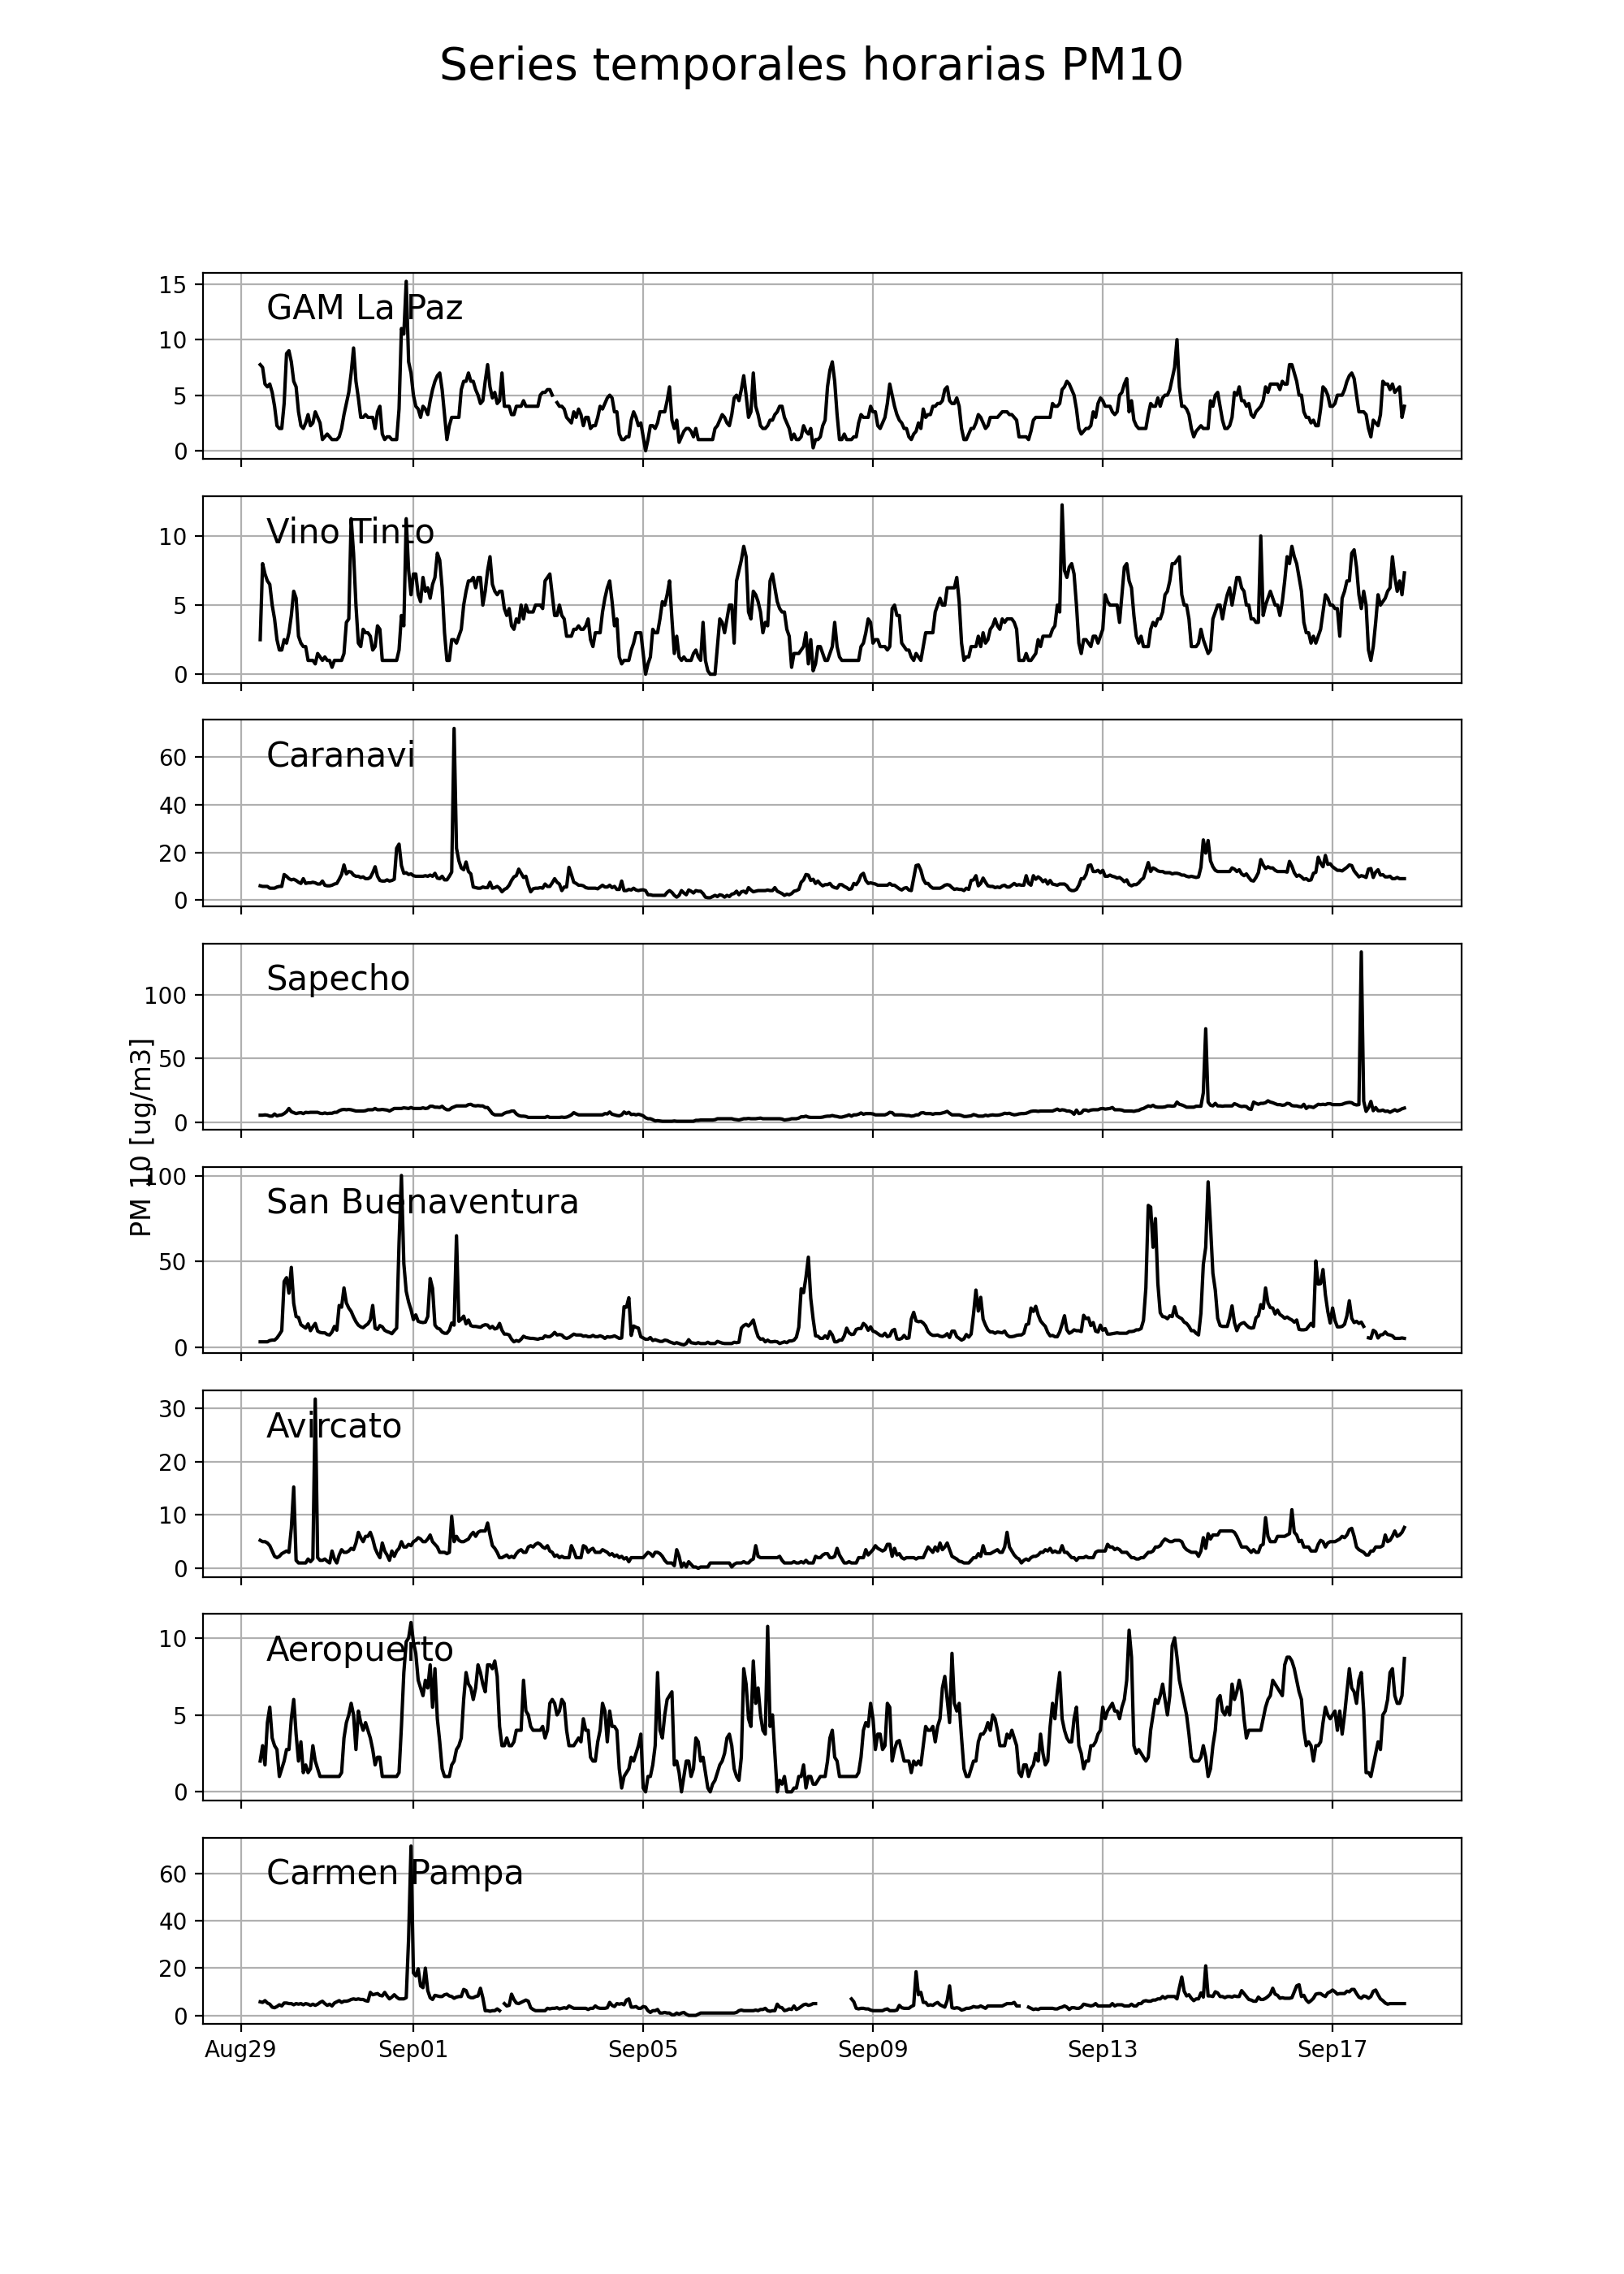 Series temporales horarias PM10
PM 10 [ug/m3]
15
GAM La Paz
10
5
0
Vino Tinto
10
5
0
Caranavi
60
40
20
0
Sapecho
100
50
0
100
San Buenaventura
50
0
30
Avircato
20
10
0
10
Aeropuerto
5
0
60
Carmen Pampa
40
20
0
Aug29 Sep01 Sep05 Sep09 Sep13 Sep17